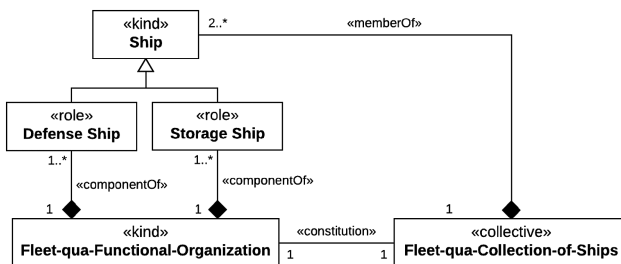 «kind»
Ship
2..*
«memberOf»
«role»
Defense Ship
«role»
Storage Ship
1..*
1..*
«componentOf»
«componentOf»
1
1
1
«kind»
Fleet-qua-Functional-Organization
«constitution»
1
1
«collective»
Fleet-qua-Collection-of-Ships